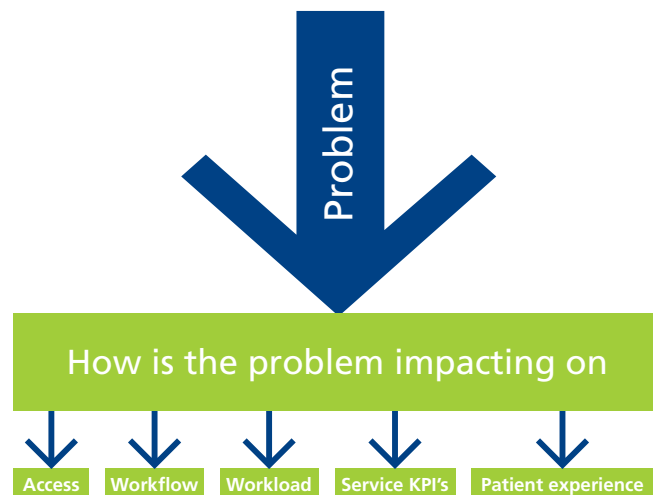 Problem
How is the problem impacting on
Access
Workflow
Workload
Service KPI's
Patient experience